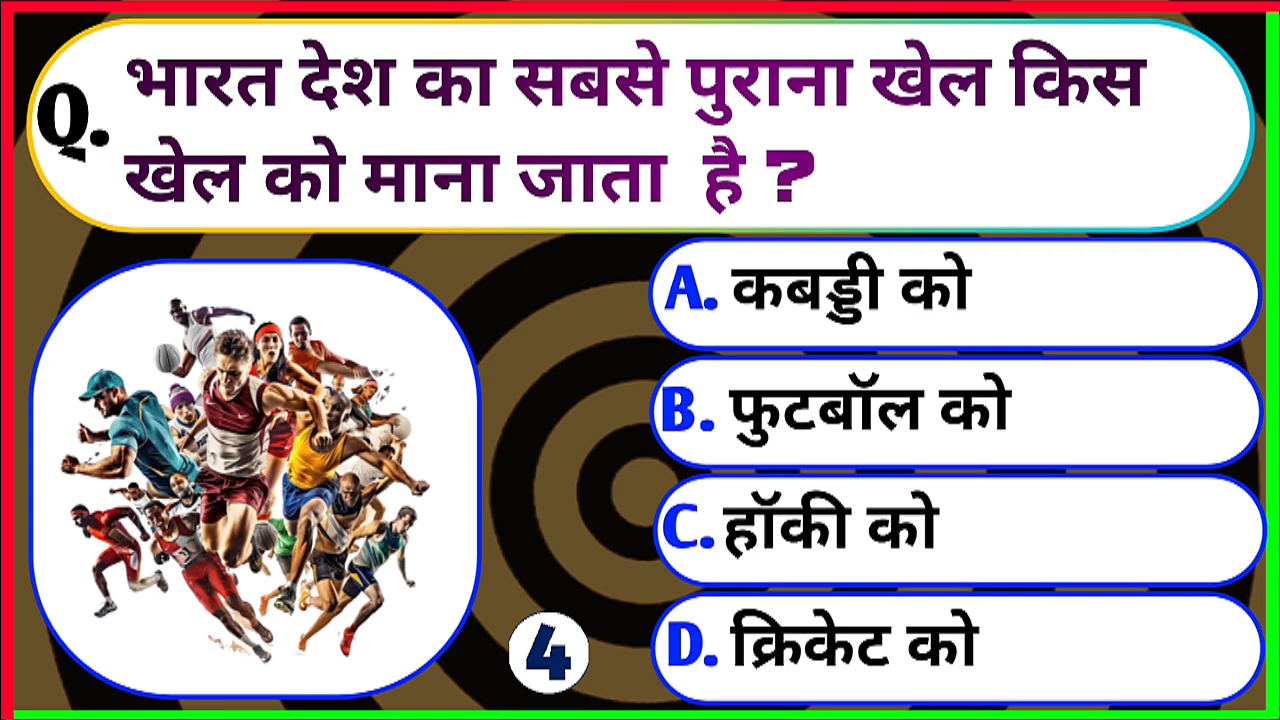 Q. भारत देश का सबसे पुराना खेल किस
खेल को माना जाता है ?
A. कबड्डी को
B. फुटबॉल को
C. हॉकी को
D. क्रिकेट को
4